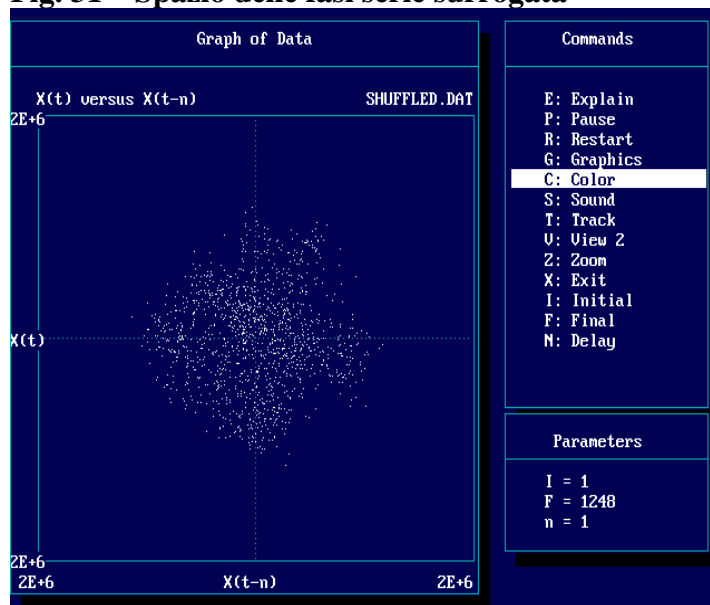 Fig. 31 – Spazio delle fasi serie surrogata
Graph of Data
X(t) versus X(t-n) SHUFFLED.DAT
2E+6
X(t)
2E+6
2E+6 X(t-n) 2E+6
Commands
E: Explain
P: Pause
R: Restart
G: Graphics
C: Color
S: Sound
T: Track
V: View 2
Z: Zoom
X: Exit
I: Initial
F: Final
N: Delay
Parameters
I = 1
F = 1248
n = 1